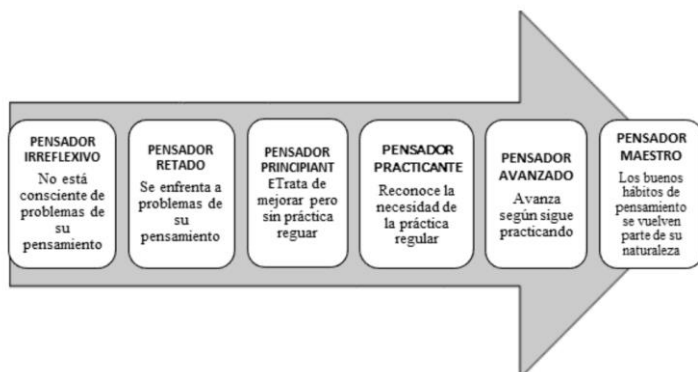 PENSADOR
IRREFLEXIVO
No está
consciente de
problemas de
su
pensamiento
PENSADOR
RETADO
Se enfrenta a
problemas de
su
pensamiento
PENSADOR
PRINCIPIANT
ETrata de
mejorar pero
sin práctica
reguar
PENSADOR
PRACTICANTE
Reconoce la
necesidad de
la práctica
regular
PENSADOR
AVANZADO
Avanza
según sigue
practicando
PENSADOR
MAESTRO
Los buenos
hábitos de
pensamiento
se vuelven
parte de su
naturaleza